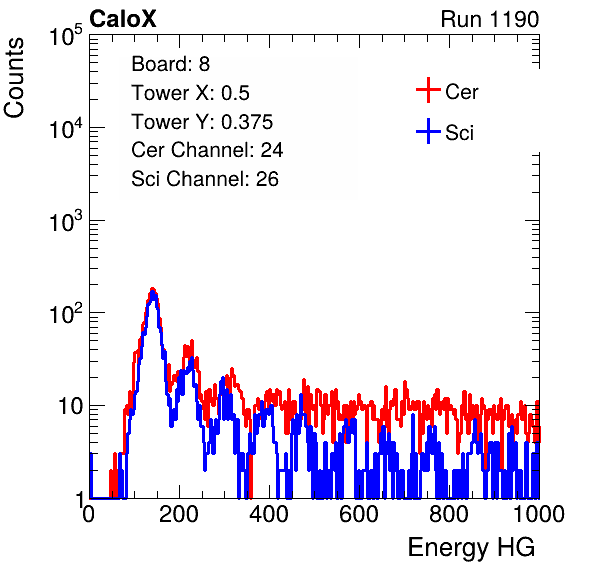 CaloX Run 1190
Counts
Board: 8
Tower X: 0.5
Tower Y: 0.375
Cer Channel: 24
Sci Channel: 26
Cer
Sci
10^5
10^4
10^3
10^2
10
1
0 200 400 600 800 1000
Energy HG